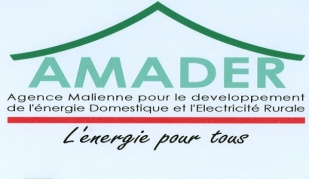 AMADER
Agence Malienne pour le developpement
de l'énergie Domestique et l'Electricité Rurale
L'énergie pour tous